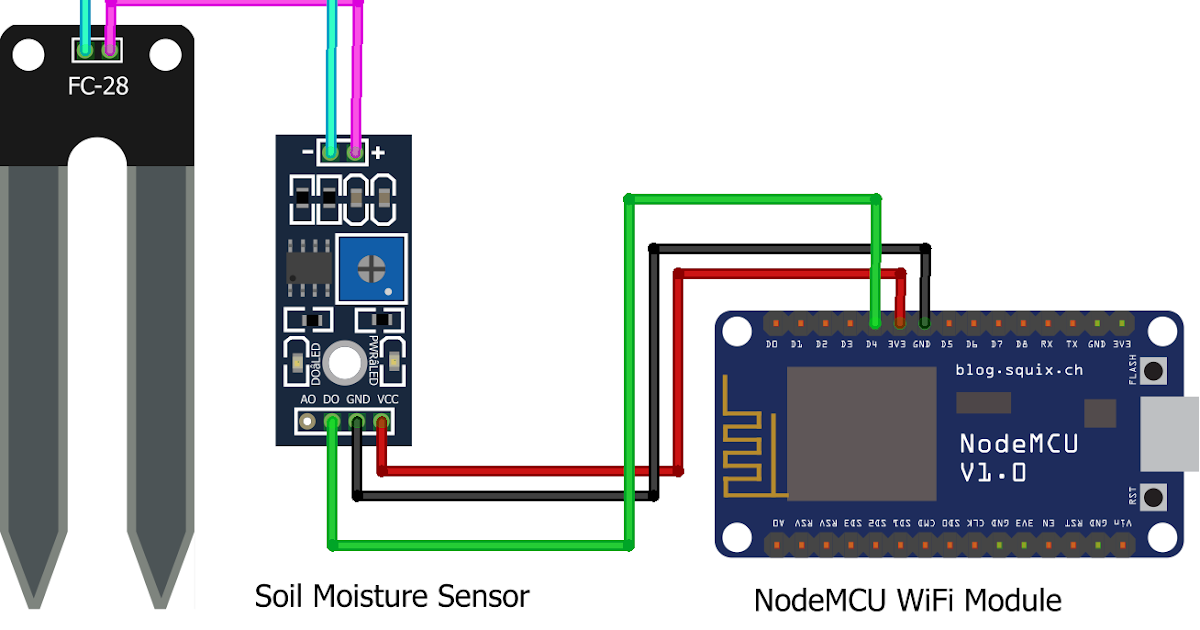 FC-28
- +
DOâLED
PWRâLED
AO DO GND VCC
D0 D1 D2 D3 D4 3V3 GND D5 D6 D7 D8 RX TX GND 3V3
blog.squix.ch
FLASH
NodeMCU
V1.0
RST
A0 RSV RSV SD3 SD2 SD1 CMD SD0 CLK GND 3V3 EN RST GND Vin
Soil Moisture Sensor
NodeMCU WiFi Module